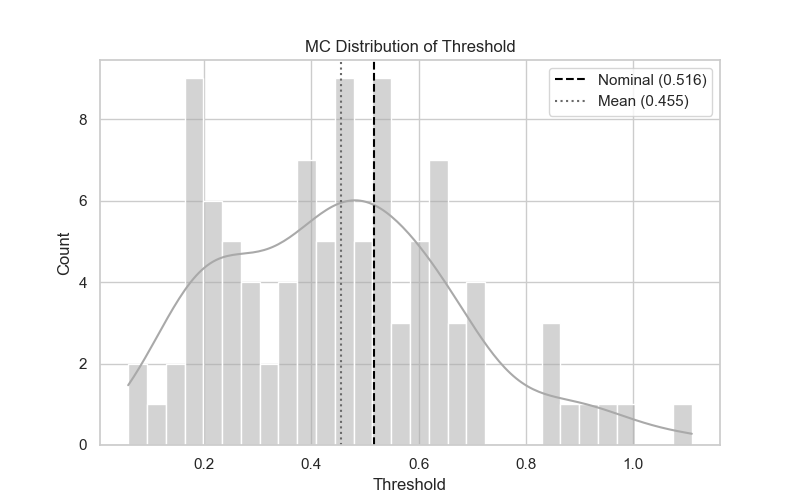 MC Distribution of Threshold
Nominal (0.516)
Mean (0.455)
Count
8
6
4
2
0
0.2
0.4
0.6
0.8
1.0
Threshold